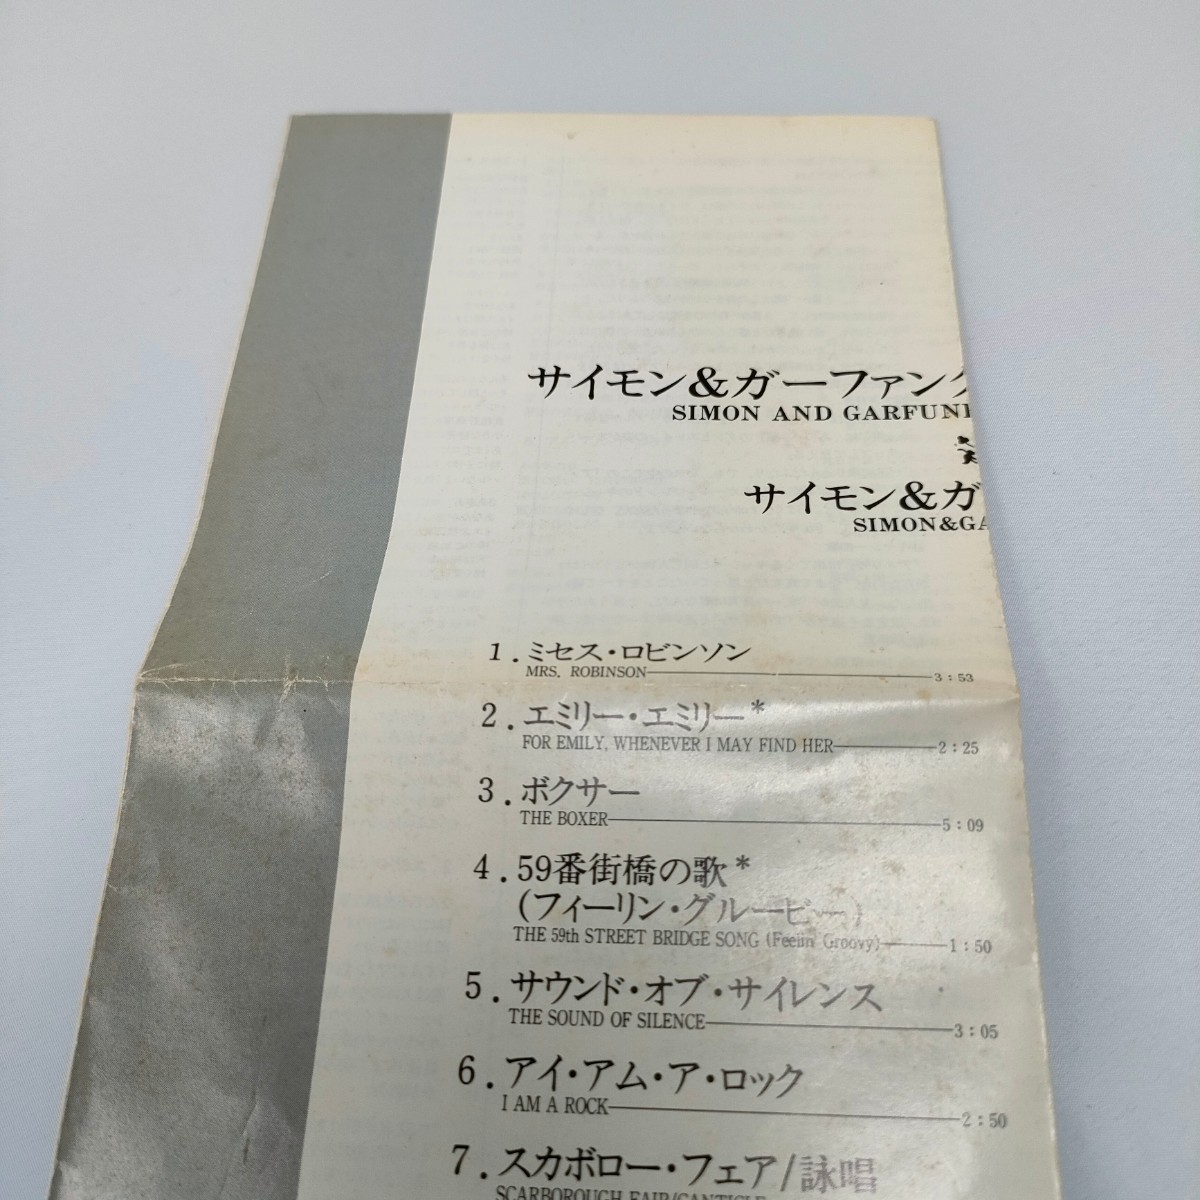 サイモン&ガーファンク
SIMON AND GARFUN
サイモン&ガ
SIMON&GA
1.ミセス・ロビンソン
MRS. ROBINSON 3:53
2.エミリー・エミリー*
FOR EMILY, WHENEVER I MAY FIND HER 2:25
3.ボクサー
THE BOXER 5:09
4.59番街橋の歌*
(フィーリン・グルービー)
THE 59th STREET BRIDGE SONG (Feelin' Groovy) 1:50
5.サウンド・オブ・サイレンス
THE SOUND OF SILENCE 3:05
6.アイ・アム・ア・ロック
I AM A ROCK 2:50
7.スカボロー・フェア/詠唱
SCARBOROUGH FAIR/CANTICLE